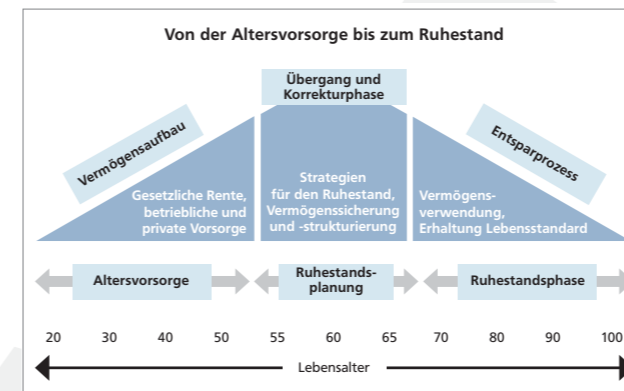 Von der Altersvorsorge bis zum Ruhestand
Übergang und
Korrekturphase
Vermögensaufbau
Entsparprozess
Gesetzliche Rente,
betriebliche und
private Vorsorge
Strategien
für den Ruhestand,
Vermögenssicherung
und -strukturierung
Vermögens-
verwendung,
Erhaltung Lebensstandard
Altersvorsorge
Ruhestands-
planung
Ruhestandsphase
20 30 40 50 55 60 65 70 80 90 100
Lebensalter